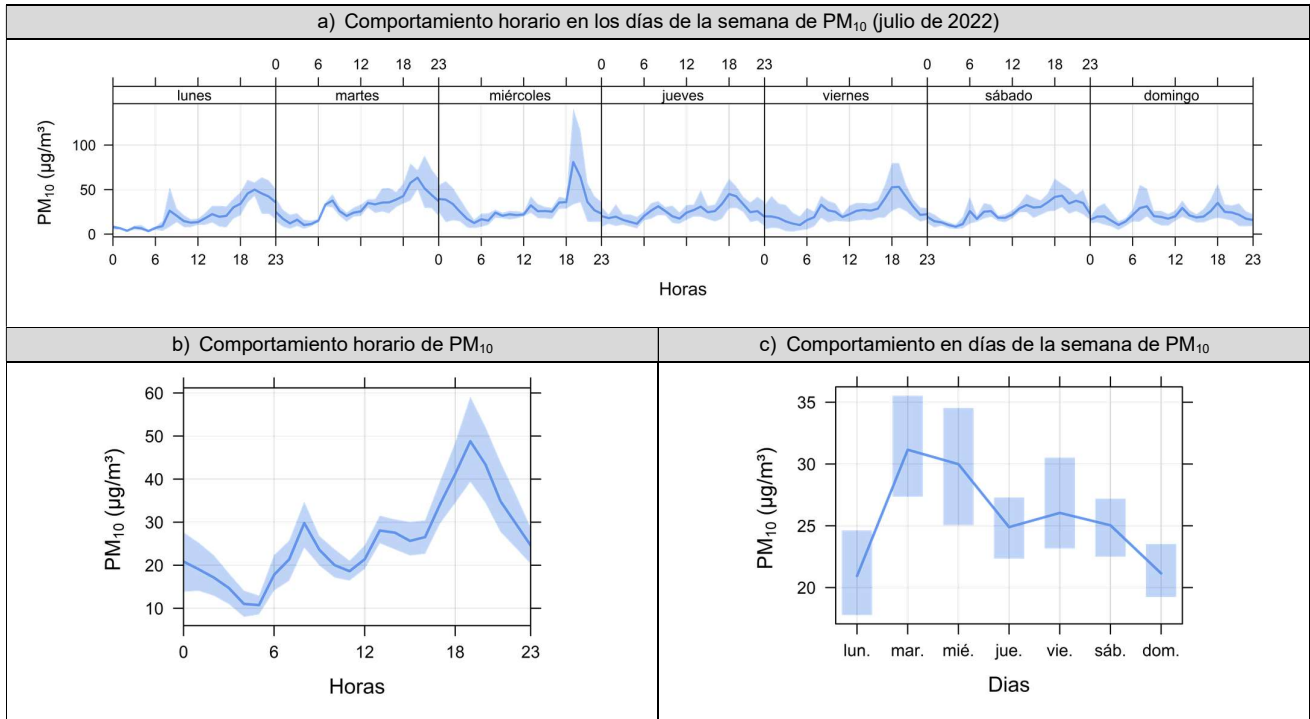 a) Comportamiento horario en los días de la semana de PM₁₀ (julio de 2022)
0 6 12 18 23 0 6 12 18 23 0 6 12 18 23
lunes martes miércoles jueves viernes sábado domingo
PM₁₀ (µg/m³)
100
50
0
0 6 12 18 23 0 6 12 18 23 0 6 12 18 23 0 6 12 18 23
Horas
b) Comportamiento horario de PM₁₀
PM₁₀ (µg/m³)
60
50
40
30
20
10
0 6 12 18 23
Horas
c) Comportamiento en días de la semana de PM₁₀
PM₁₀ (µg/m³)
35
30
25
20
lun. mar. mié. jue. vie. sáb. dom.
Dias